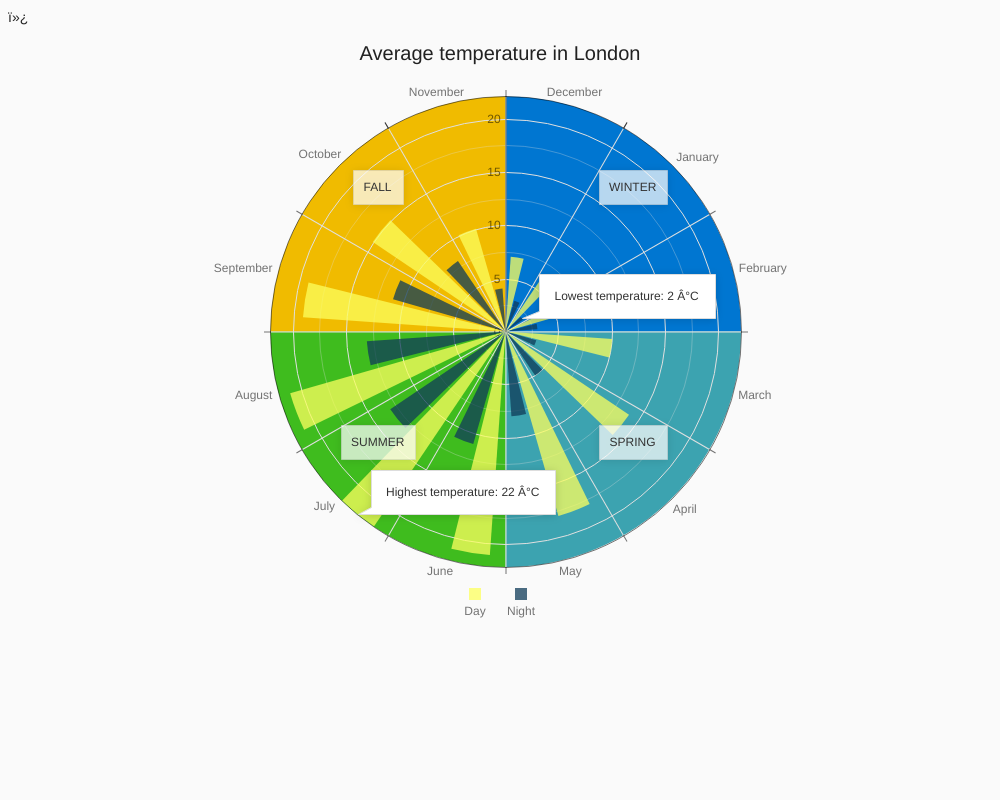 ï»¿
Average temperature in London
November
December
20
October
January
15
FALL
WINTER
10
September
February
5
Lowest temperature: 2 Â°C
August
March
SUMMER
SPRING
Highest temperature: 22 Â°C
July
April
June
May
Day
Night